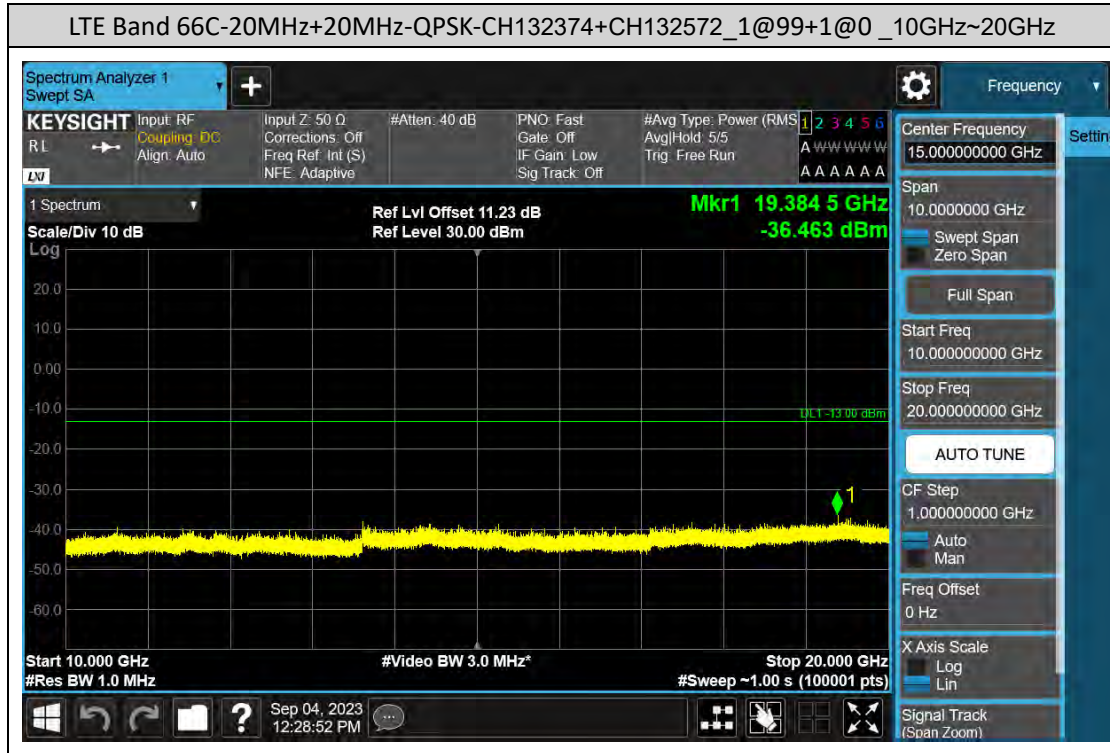 LTE Band 66C-20MHz+20MHz-QPSK-CH132374+CH132572_1@99+1@0 _10GHz~20GHz
Spectrum Analyzer 1
Swept SA
+
Frequency
KEYSIGHT
RL
LXI
Input: RF
Coupling: DC
Align: Auto
Input Z: 50 Ω
Corrections: Off
Freq Ref: Int (S)
NFE: Adaptive
#Atten: 40 dB
PNO: Fast
Gate: Off
IF Gain: Low
Sig Track: Off
#Avg Type: Power (RMS
Avg|Hold: 5/5
Trig: Free Run
1 2 3 4 5 6
A W W W W W
A A A A A A
1 Spectrum
Scale/Div 10 dB
Log
Ref Lvl Offset 11.23 dB
Ref Level 30.00 dBm
Mkr1 19.384 5 GHz
-36.463 dBm
20.0
10.0
0.00
-10.0
-20.0
-30.0
-40.0
-50.0
-60.0
DL1 -13.00 dBm
1
Start 10.000 GHz
#Res BW 1.0 MHz
#Video BW 3.0 MHz*
Stop 20.000 GHz
#Sweep ~1.00 s (100001 pts)
Center Frequency
15.000000000 GHz
Settin
Span
10.0000000 GHz
Swept Span
Zero Span
Full Span
Start Freq
10.000000000 GHz
Stop Freq
20.000000000 GHz
AUTO TUNE
CF Step
1.000000000 GHz
Auto
Man
Freq Offset
0 Hz
X Axis Scale
Log
Lin
Signal Track
(Span Zoom)
?
Sep 04, 2023
12:28:52 PM